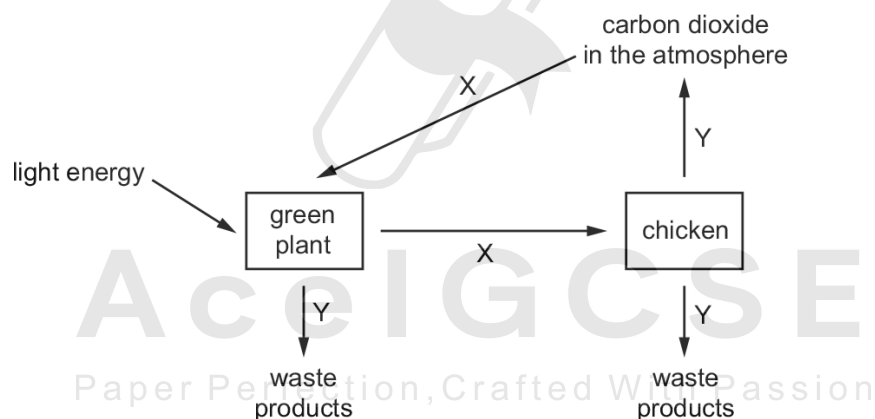 carbon dioxide
in the atmosphere
X
Y
light energy
green
plant
X
chicken
Y
Y
waste
products
waste
products
AceIGCSE
Paper Perfection, Crafted With Passion